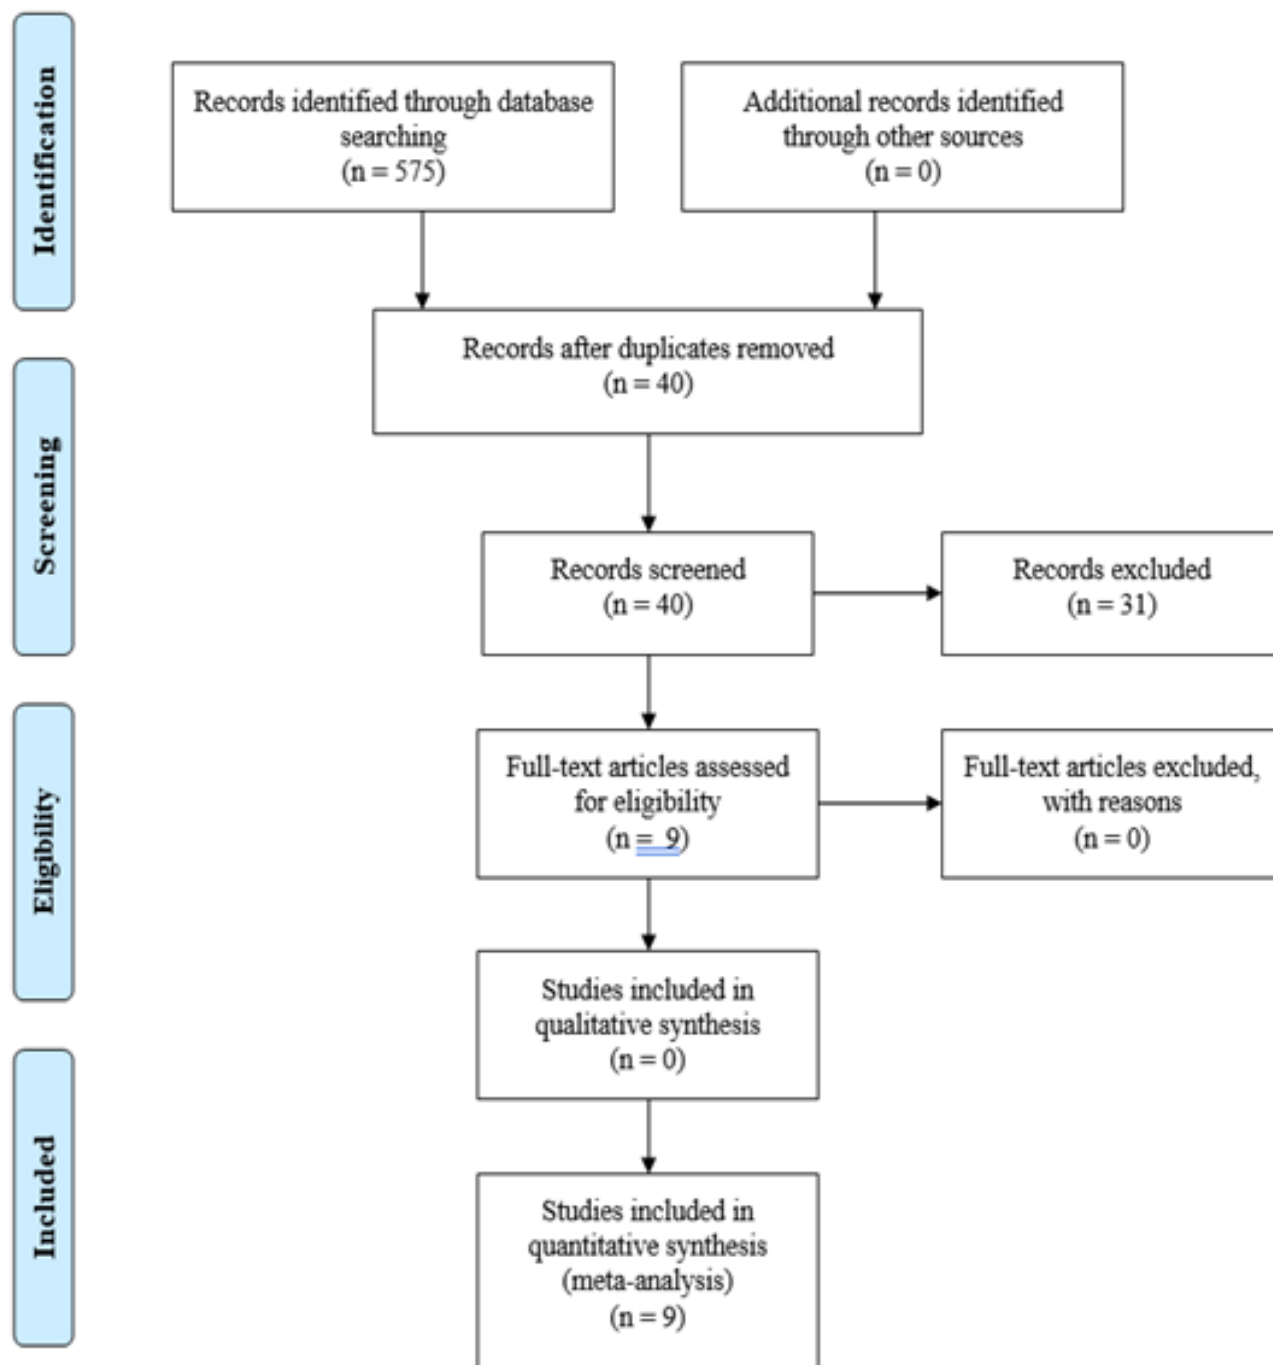 Identification
Records identified through database
searching
(n = 575)
Additional records identified
through other sources
(n = 0)
Records after duplicates removed
(n = 40)
Screening
Records screened
(n = 40)
Records excluded
(n = 31)
Eligibility
Full-text articles assessed
for eligibility
(n = 9)
Full-text articles excluded,
with reasons
(n = 0)
Studies included in
qualitative synthesis
(n = 0)
Included
Studies included in
quantitative synthesis
(meta-analysis)
(n = 9)